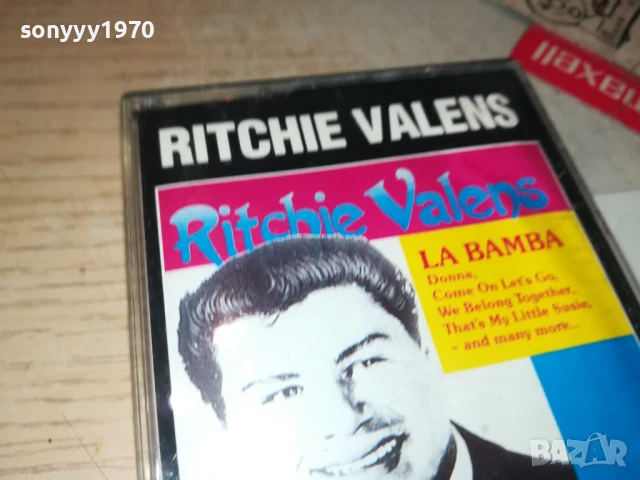 sonyyy1970
maxell
RITCHIE VALENS
Ritchie Valens
LA BAMBA
Donna,
Come On Let's Go,
We Belong Together,
That's My Little Susie,
- and many more...
BAZAR